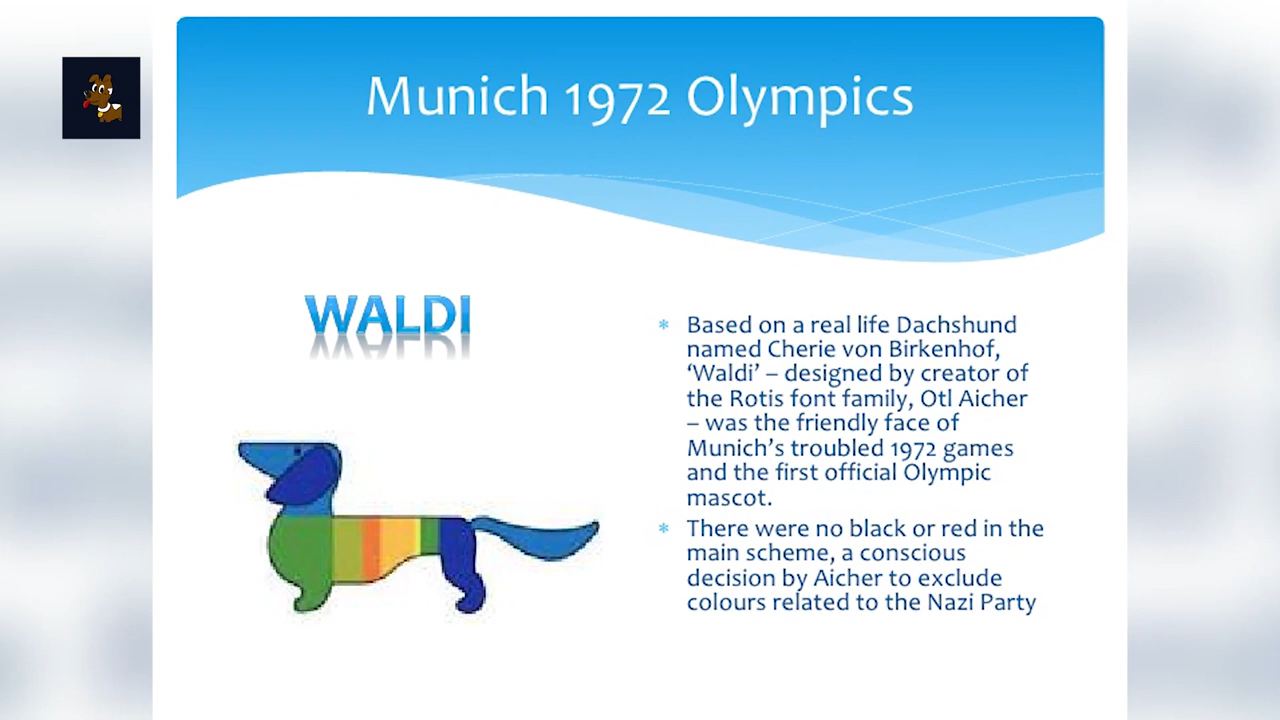 Munich 1972 Olympics
WALDI
* Based on a real life Dachshund
named Cherie von Birkenhof,
‘Waldi’ – designed by creator of
the Rotis font family, Otl Aicher
– was the friendly face of
Munich’s troubled 1972 games
and the first official Olympic
mascot.
* There were no black or red in the
main scheme, a conscious
decision by Aicher to exclude
colours related to the Nazi Party